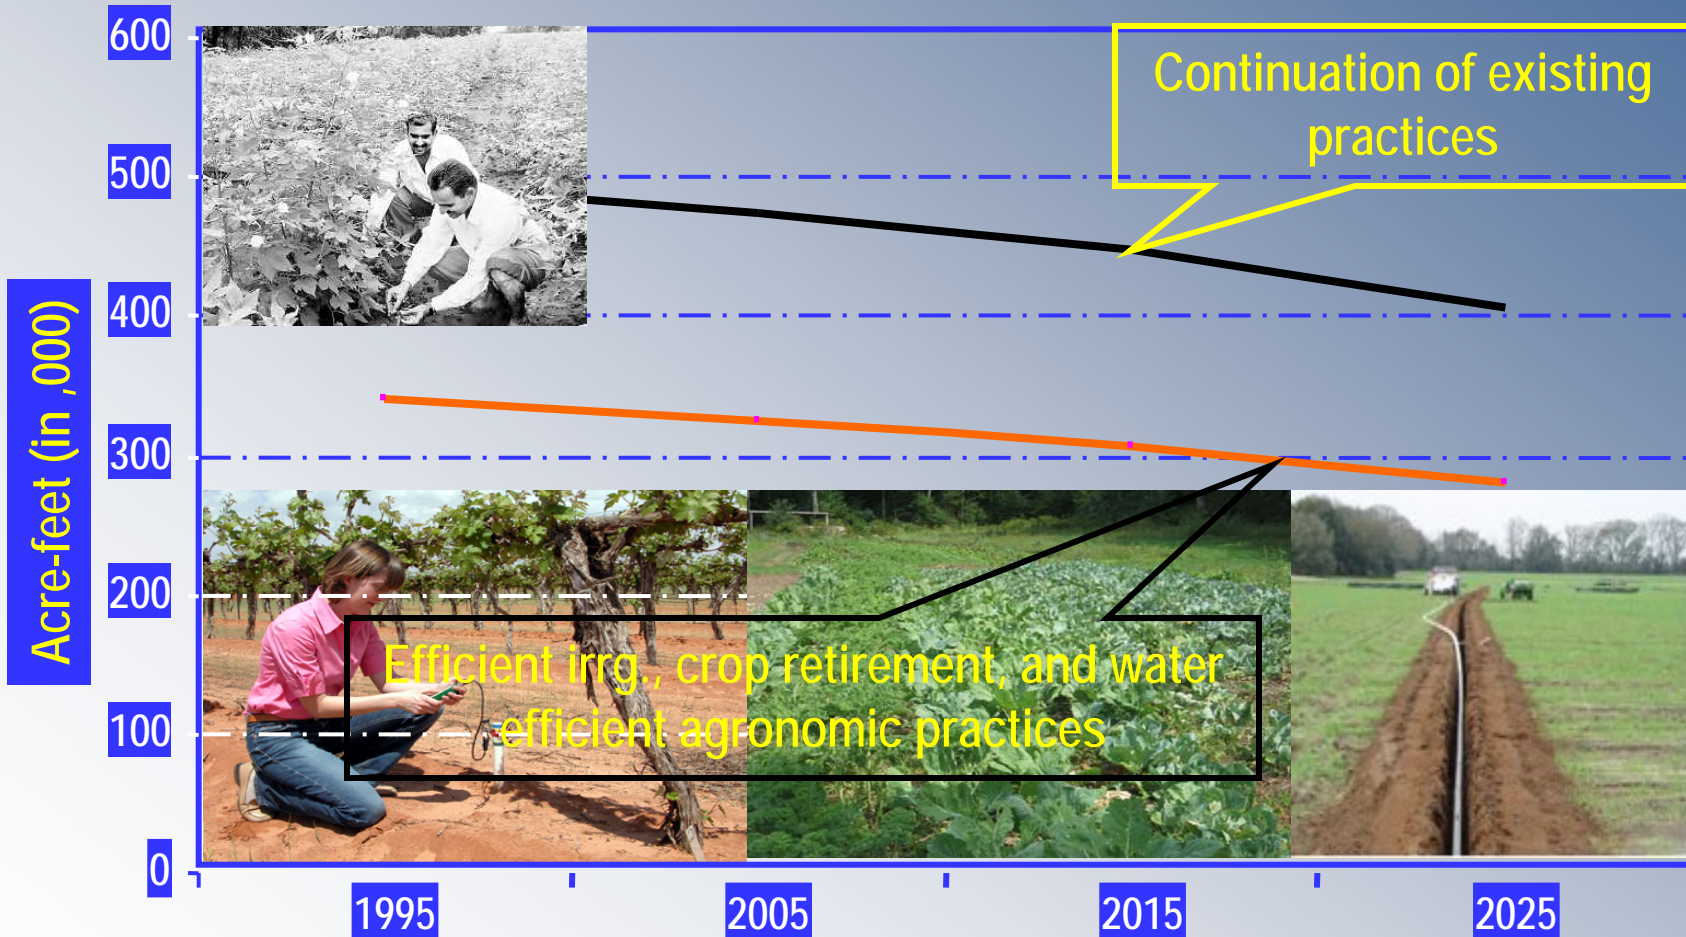 600
Continuation of existing
practices
500
400
Acre-feet (in ,000)
300
200
Efficient irrg., crop retirement, and water
efficient agronomic practices
100
0
1995 2005 2015 2025